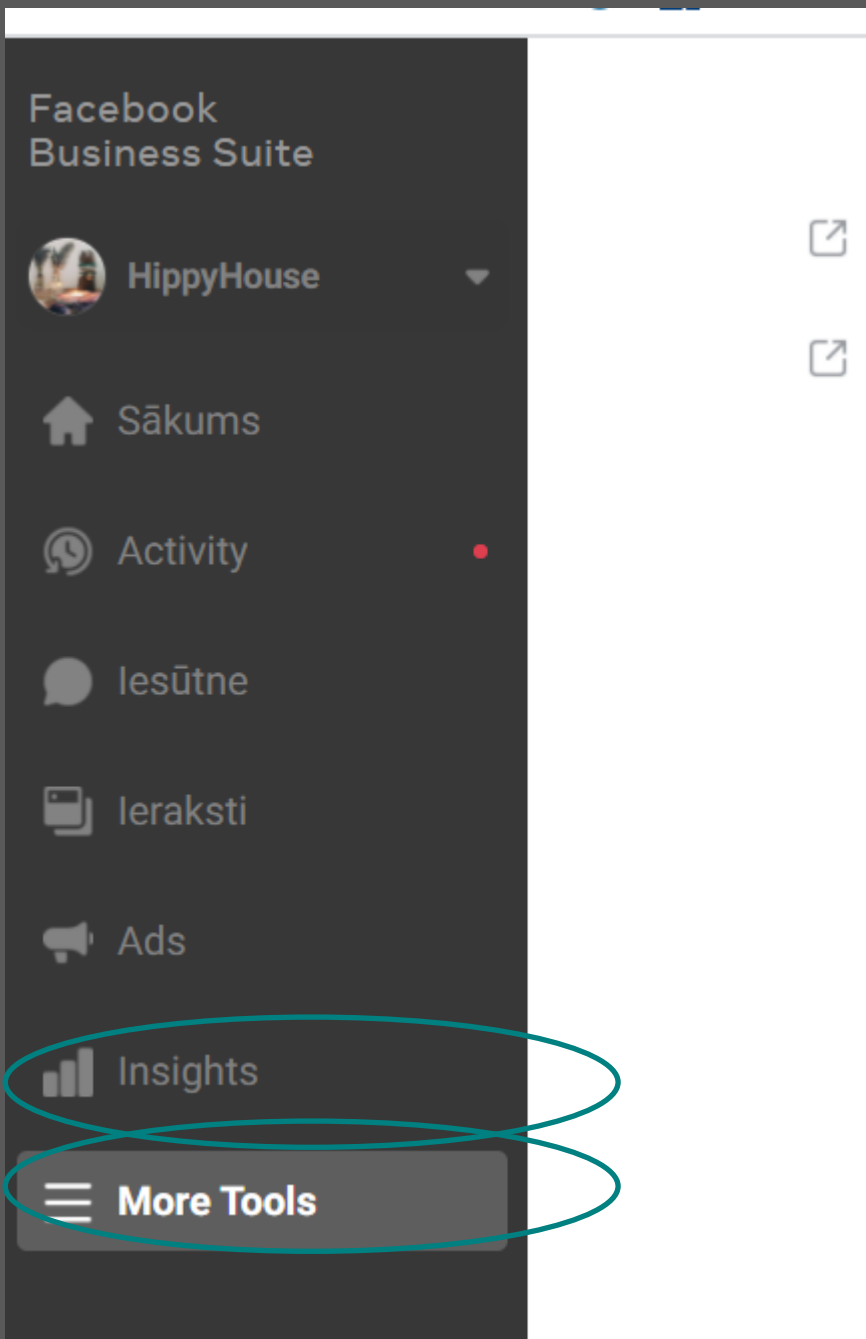 Facebook
Business Suite
HippyHouse
Sākums
Activity
Iesūtne
Ieraksti
Ads
Insights
More Tools